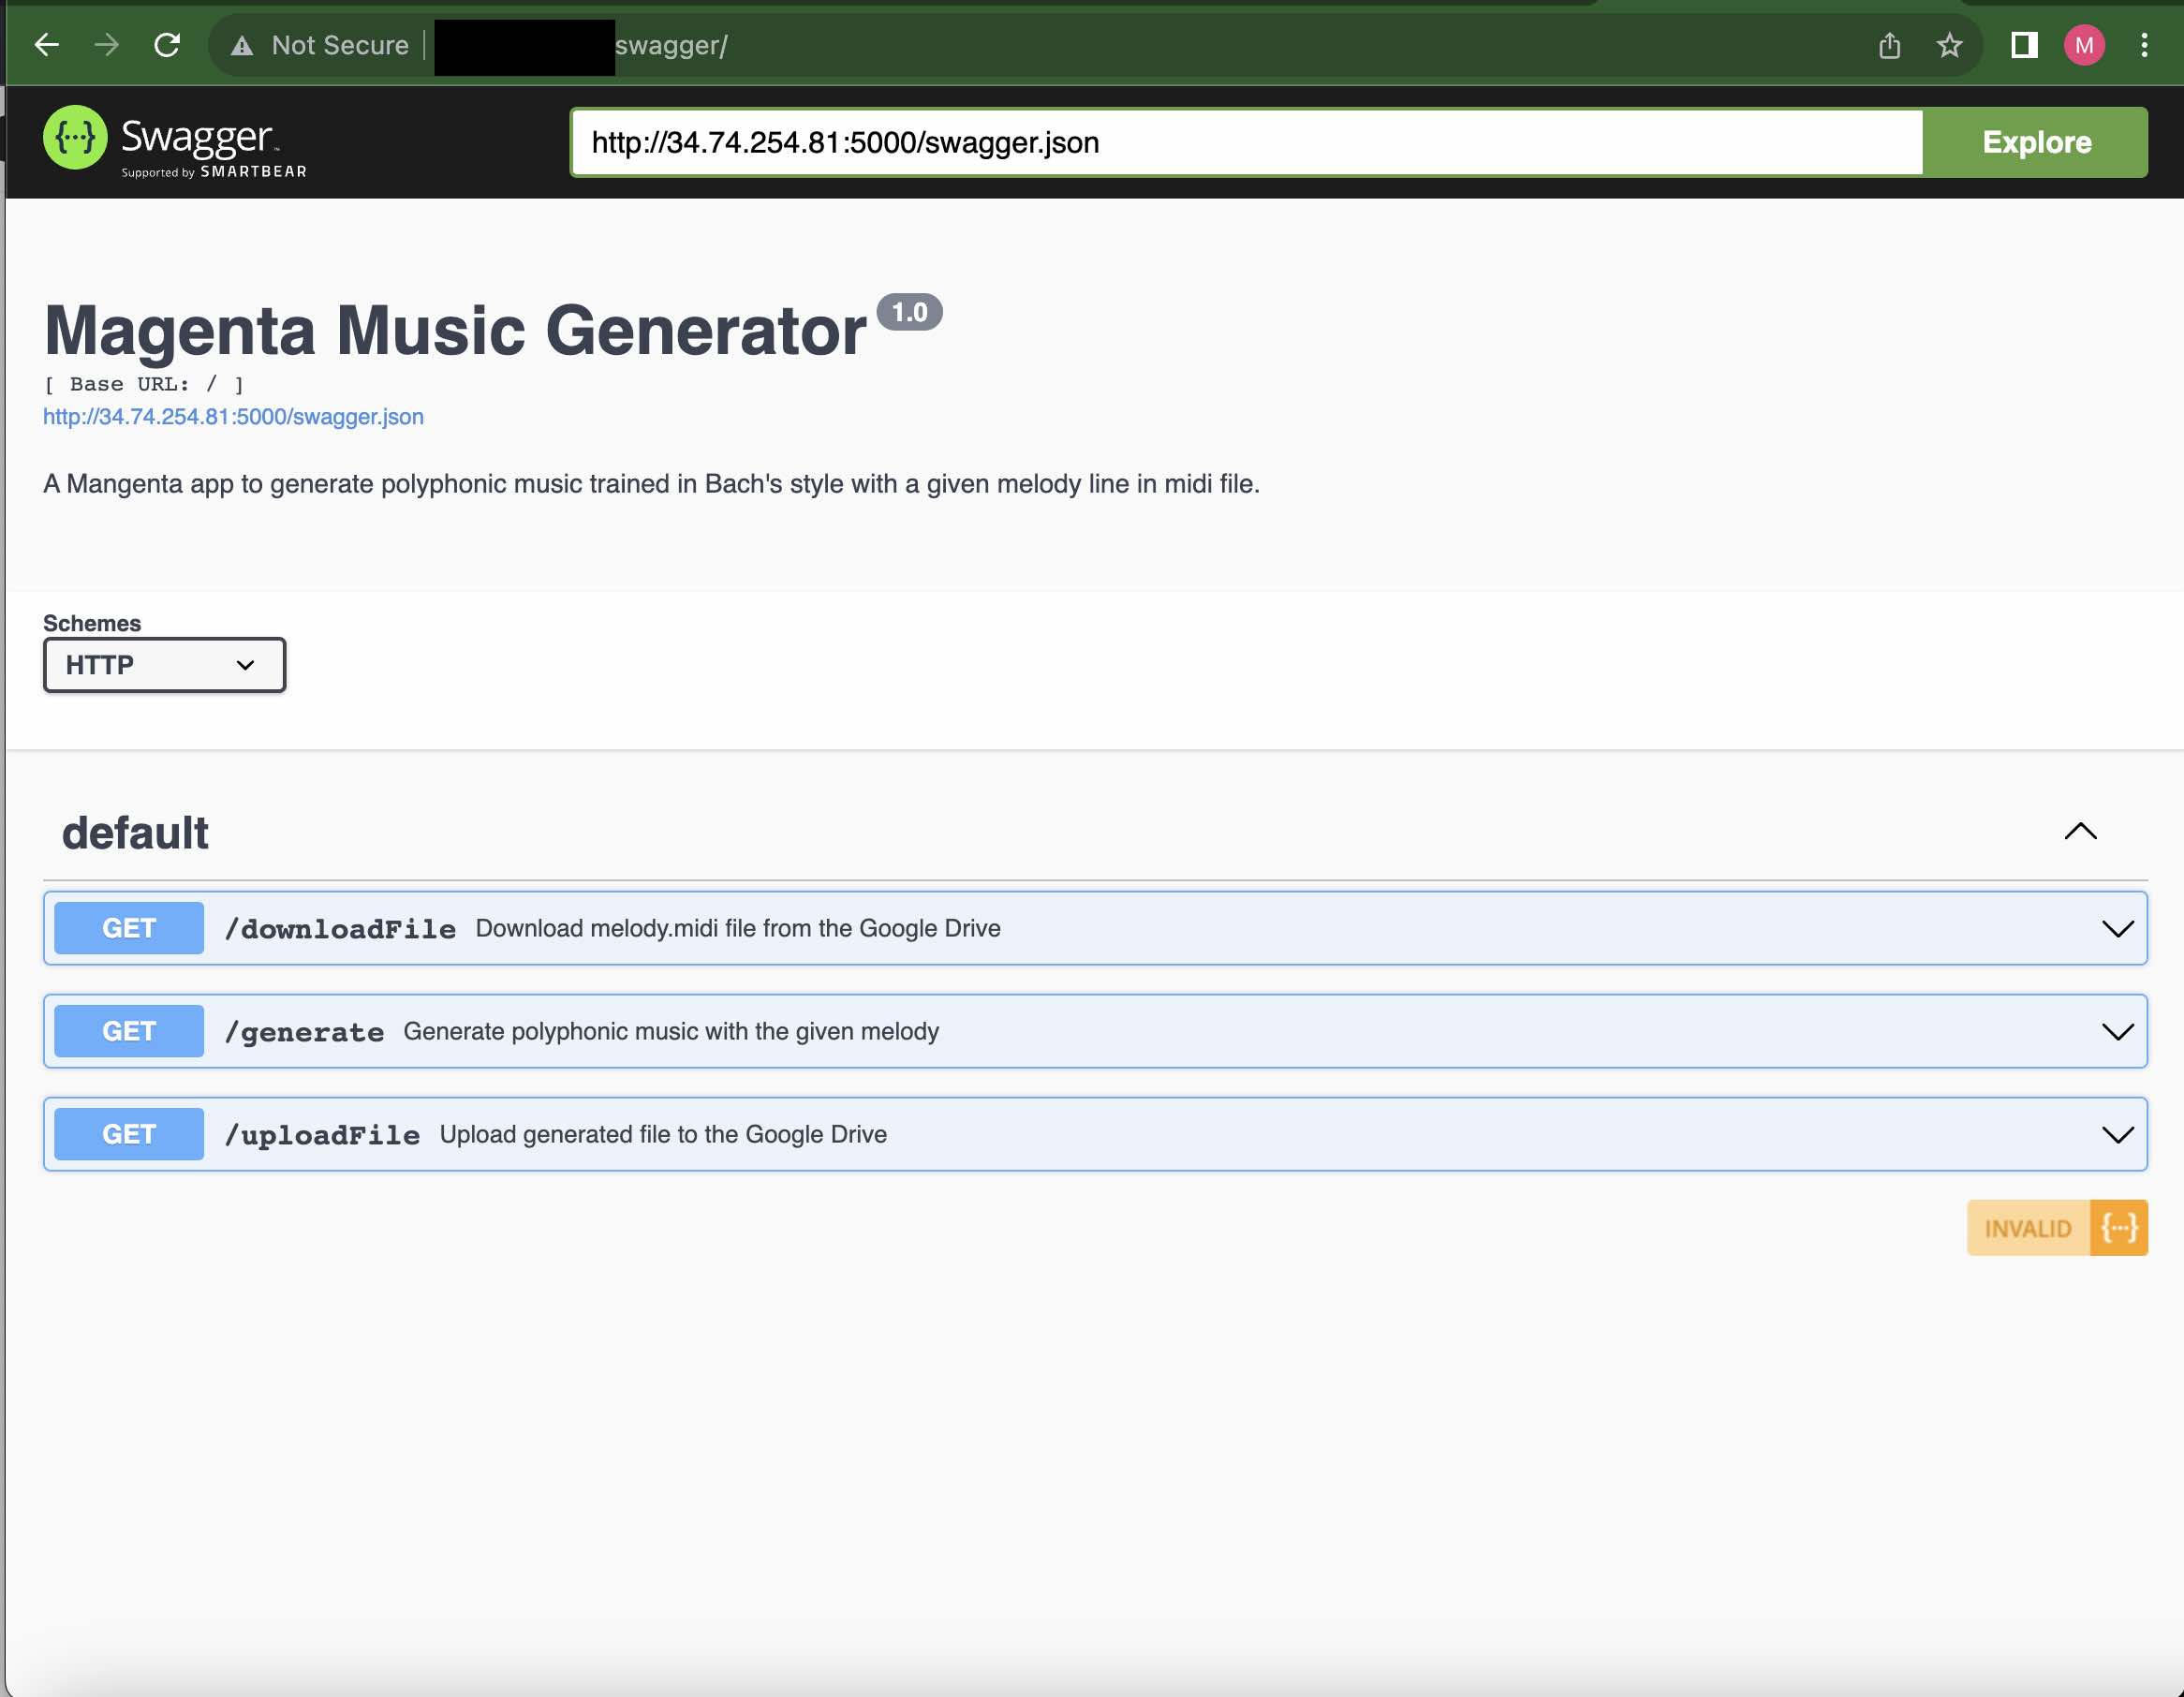 Not Secure | swagger/
M
Swagger
Supported by SMARTBEAR
http://34.74.254.81:5000/swagger.json
Explore
Magenta Music Generator 1.0
[ Base URL: / ]
http://34.74.254.81:5000/swagger.json
A Mangenta app to generate polyphonic music trained in Bach's style with a given melody line in midi file.
Schemes
HTTP
default
GET /downloadFile Download melody.midi file from the Google Drive
GET /generate Generate polyphonic music with the given melody
GET /uploadFile Upload generated file to the Google Drive
INVALID {...}